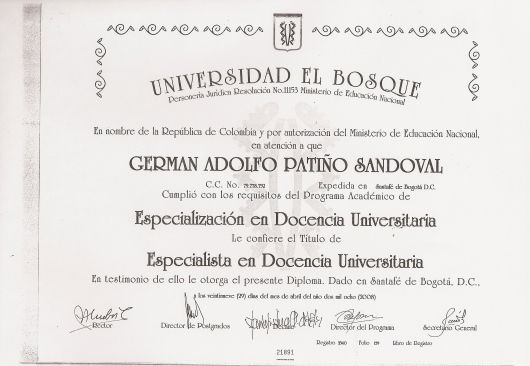 UNIVERSIDAD EL BOSQUE
Personería Jurídica Resolución No.11153 Ministerio de Educación Nacional
En nombre de la República de Colombia y por autorización del Ministerio de Educación Nacional,
en atención a que
GERMAN ADOLFO PATIÑO SANDOVAL
C.C. No. Expedida en Santafé de Bogotá D.C.
Cumplió con los requisitos del Programa Académico de
Especialización en Docencia Universitaria
Le confiere el Título de
Especialista en Docencia Universitaria
En testimonio de ello le otorga el presente Diploma. Dado en Santafé de Bogotá, D.C.,
a los veintinueve (29) días del mes de abril del año dos mil ocho (2008)
Rector Director de Postgrados Decano Director del Programa Secretario General
Registro Folio Libro de Registro
21891